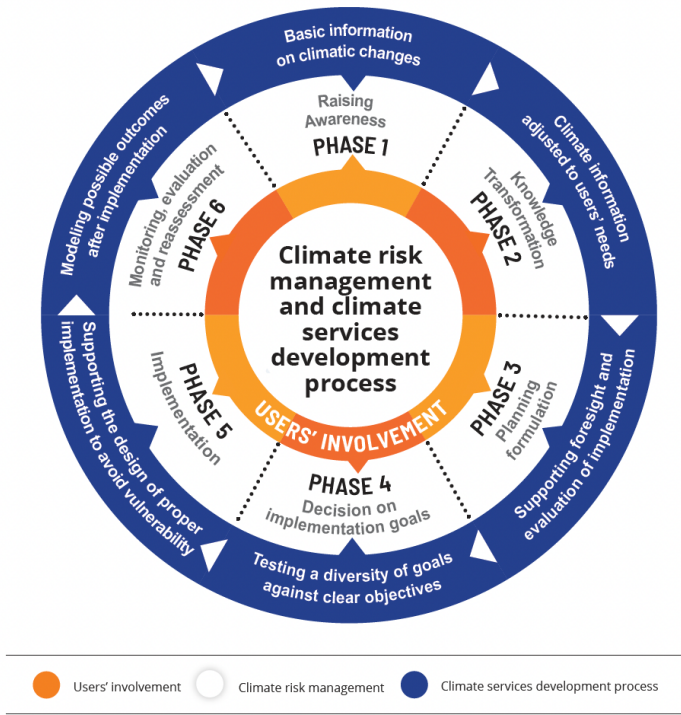 Basic information
on climatic changes
Climate information
adjusted to users' needs
Supporting foresight and
evaluation of implementation
Testing a diversity of goals
against clear objectives
Supporting the design of proper
implementation to avoid vulnerability
Modeling possible outcomes
after implementation
Raising
Awareness
PHASE 1
Knowledge
Transformation
PHASE 2
PHASE 3
Planning
formulation
PHASE 4
Decision on
implementation goals
PHASE 5
Implementation
Monitoring, evaluation
and reassessment
PHASE 6
Climate risk
management
and climate
services
development
process
USERS' INVOLVEMENT
Users' involvement
Climate risk management
Climate services development process